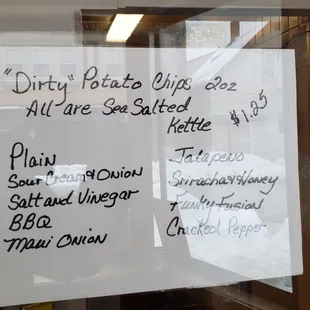 "Dirty" Potato Chips 2oz
All are Sea Salted
Kettle $1.25
Plain
Sour Cream & Onion
Salt and Vinegar
BBQ
Maui Onion
Jalapeno
Sriracha & Honey
Funky Fusion
Cracked Pepper